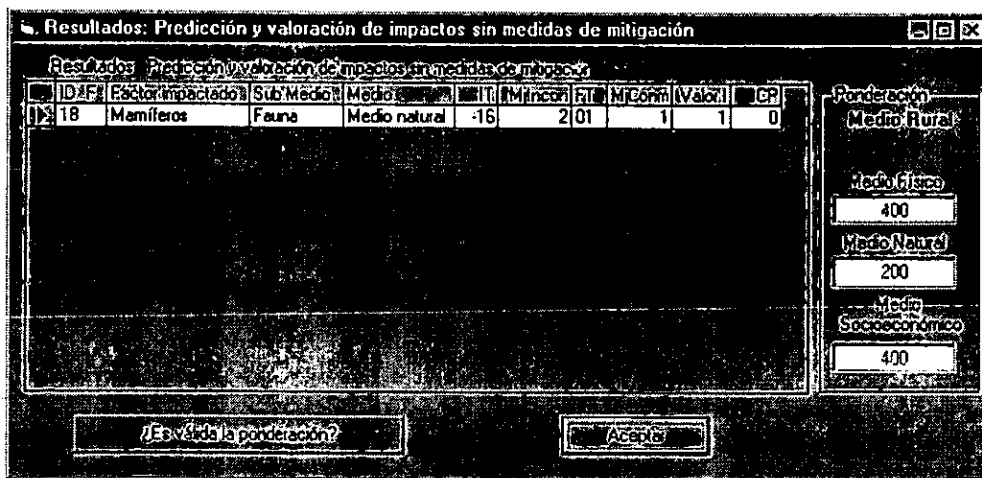 Resultados: Predicción y valoración de impactos sin medidas de mitigación
Resultados: Predicción y valoración de impactos sin medidas de mitigación
ID F Factor impactado Sub Medio Medio IT M incon FT M Conm Valor I CP
18 Mamíferos Fauna Medio natural -16 2 01 1 1 0
Ponderación
Medio Rural
Medio Físico
400
Medio Natural
200
Medio
Socioeconómico
400
¿Es válida la ponderación?
Aceptar